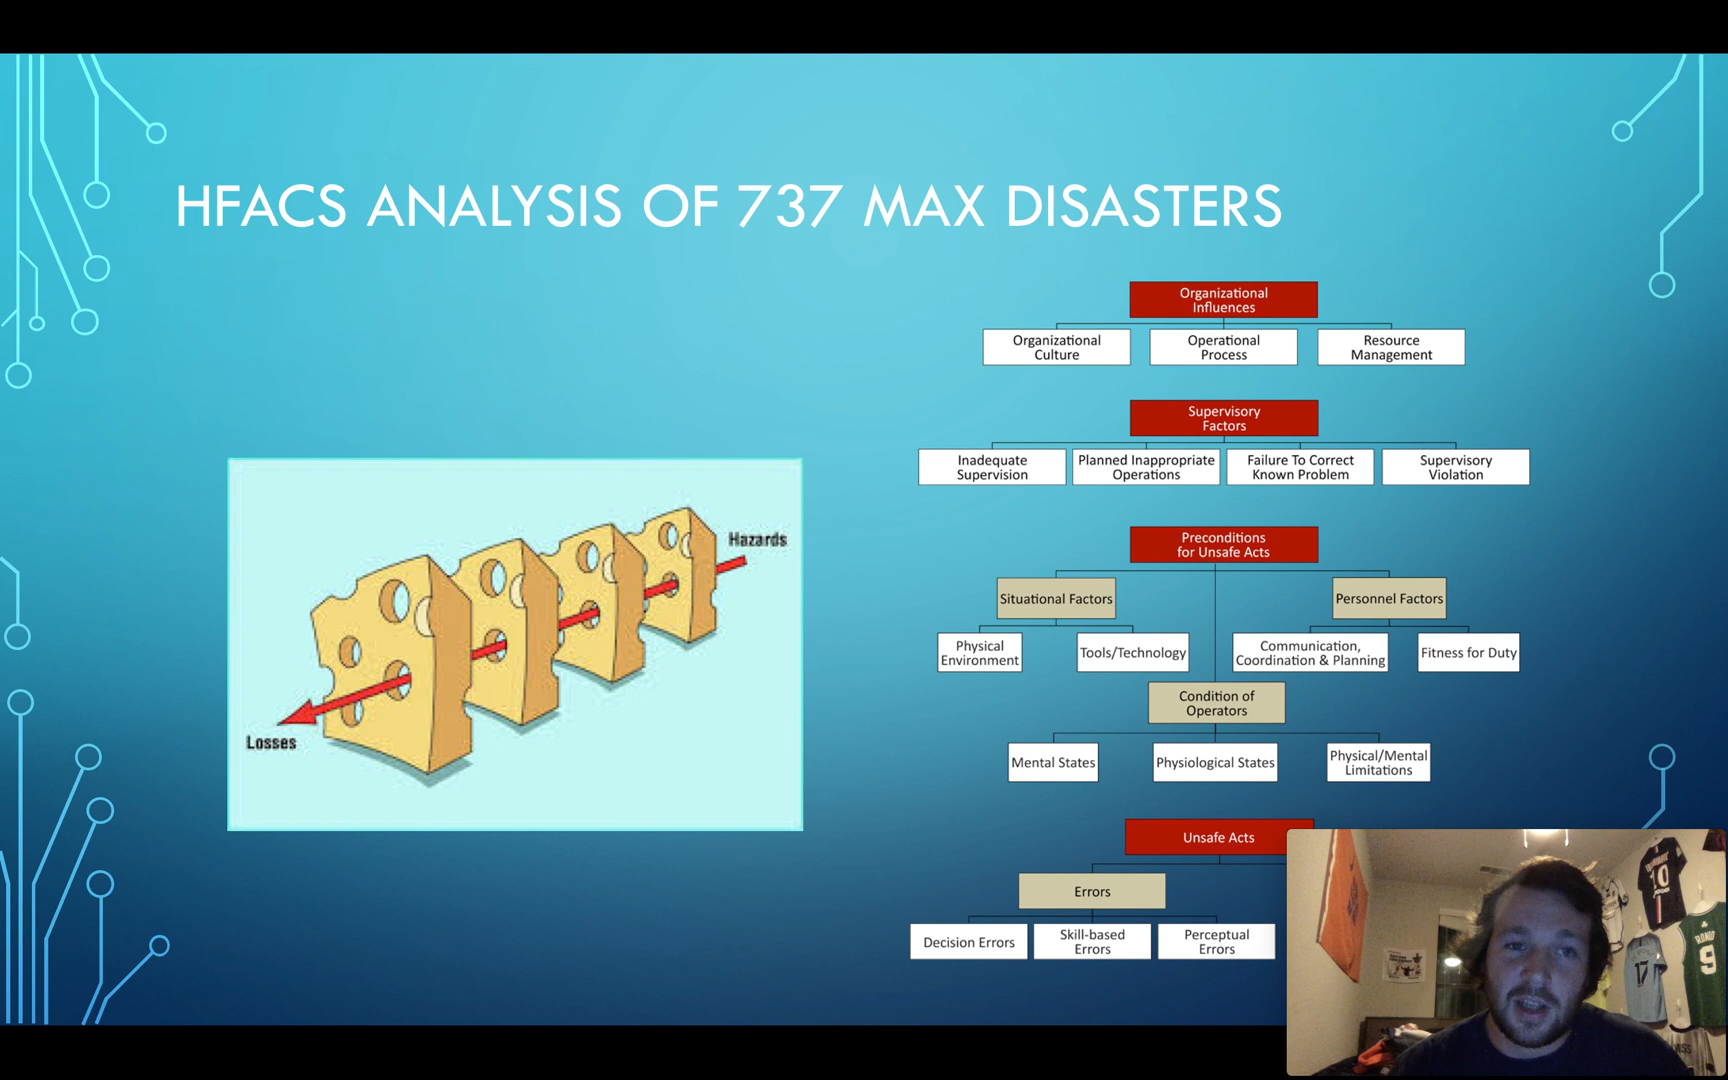 HFACS ANALYSIS OF 737 MAX DISASTERS
Hazards
Losses
Organizational
Influences
Organizational
Culture
Operational
Process
Resource
Management
Supervisory
Factors
Inadequate
Supervision
Planned Inappropriate
Operations
Failure To Correct
Known Problem
Supervisory
Violation
Preconditions
for Unsafe Acts
Situational Factors
Personnel Factors
Physical
Environment
Tools/Technology
Communication,
Coordination & Planning
Fitness for Duty
Condition of
Operators
Mental States
Physiological States
Physical/Mental
Limitations
Unsafe Acts
Errors
Decision Errors
Skill-based
Errors
Perceptual
Errors
10
17
9